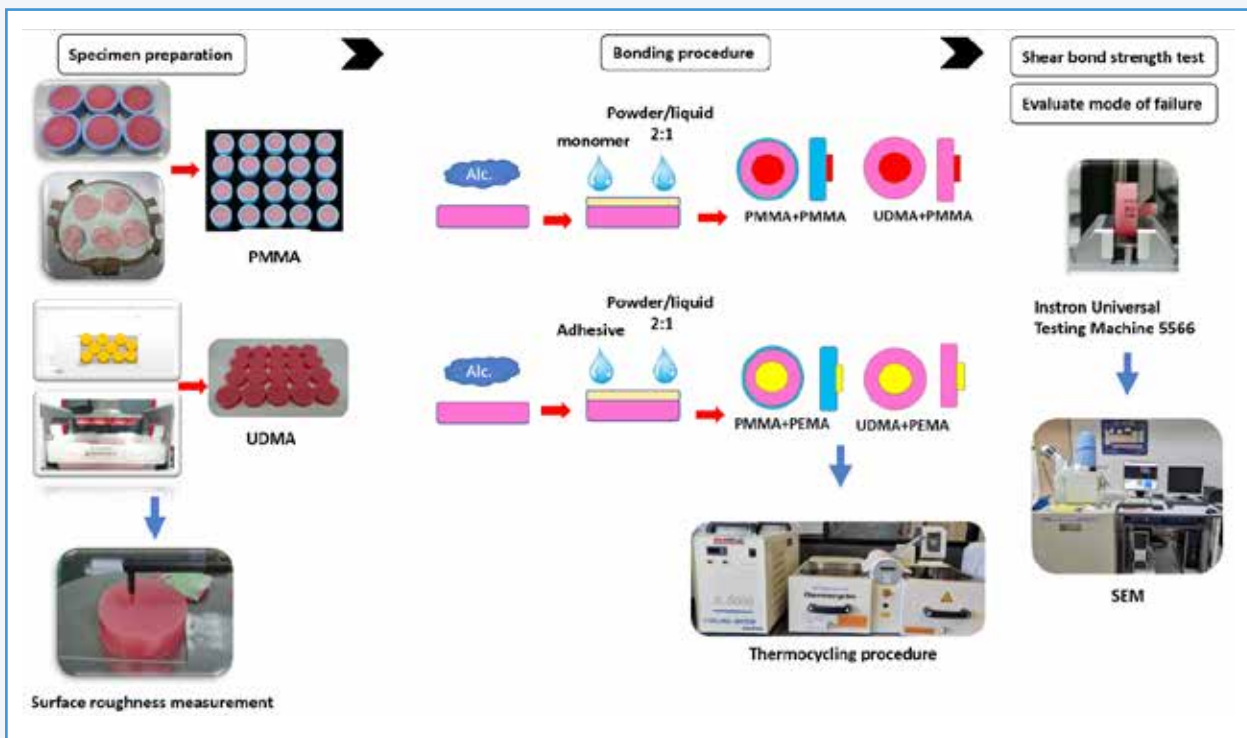 Specimen preparation
Bonding procedure
Shear bond strength test
Evaluate mode of failure
PMMA
UDMA
Surface roughness measurement
Alc.
monomer
Powder/liquid
2:1
PMMA+PMMA
UDMA+PMMA
Alc.
Adhesive
Powder/liquid
2:1
PMMA+PEMA
UDMA+PEMA
Thermocycling procedure
Instron Universal
Testing Machine 5566
SEM